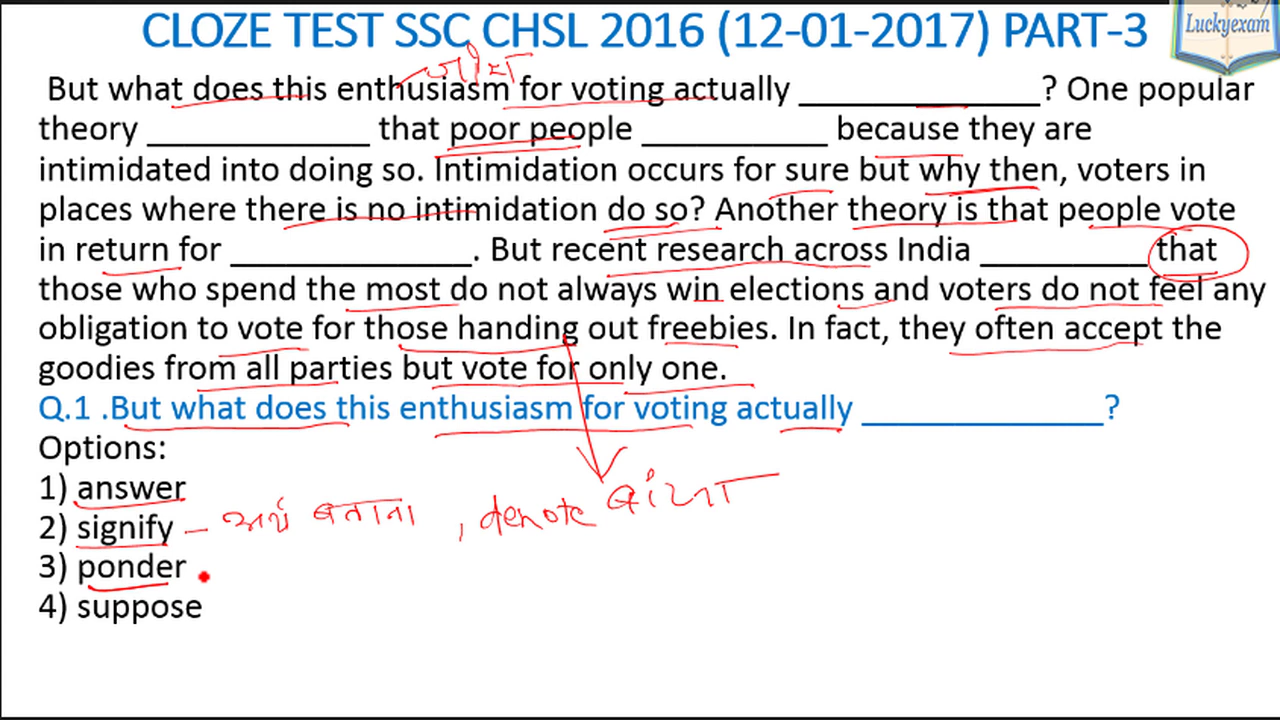 CLOZE TEST SSC CHSL 2016 (12-01-2017) PART-3
Luckyexam
But what does this enthusiasm for voting actually _____________? One popular
theory ____________ that poor people __________ because they are
intimidated into doing so. Intimidation occurs for sure but why then, voters in
places where there is no intimidation do so? Another theory is that people vote
in return for _____________. But recent research across India _________ that
those who spend the most do not always win elections and voters do not feel any
obligation to vote for those handing out freebies. In fact, they often accept the
goodies from all parties but vote for only one.
Q.1 .But what does this enthusiasm for voting actually _____________?
Options:
1) answer
2) signify – अर्थ बताना , denote बांटना
3) ponder
4) suppose